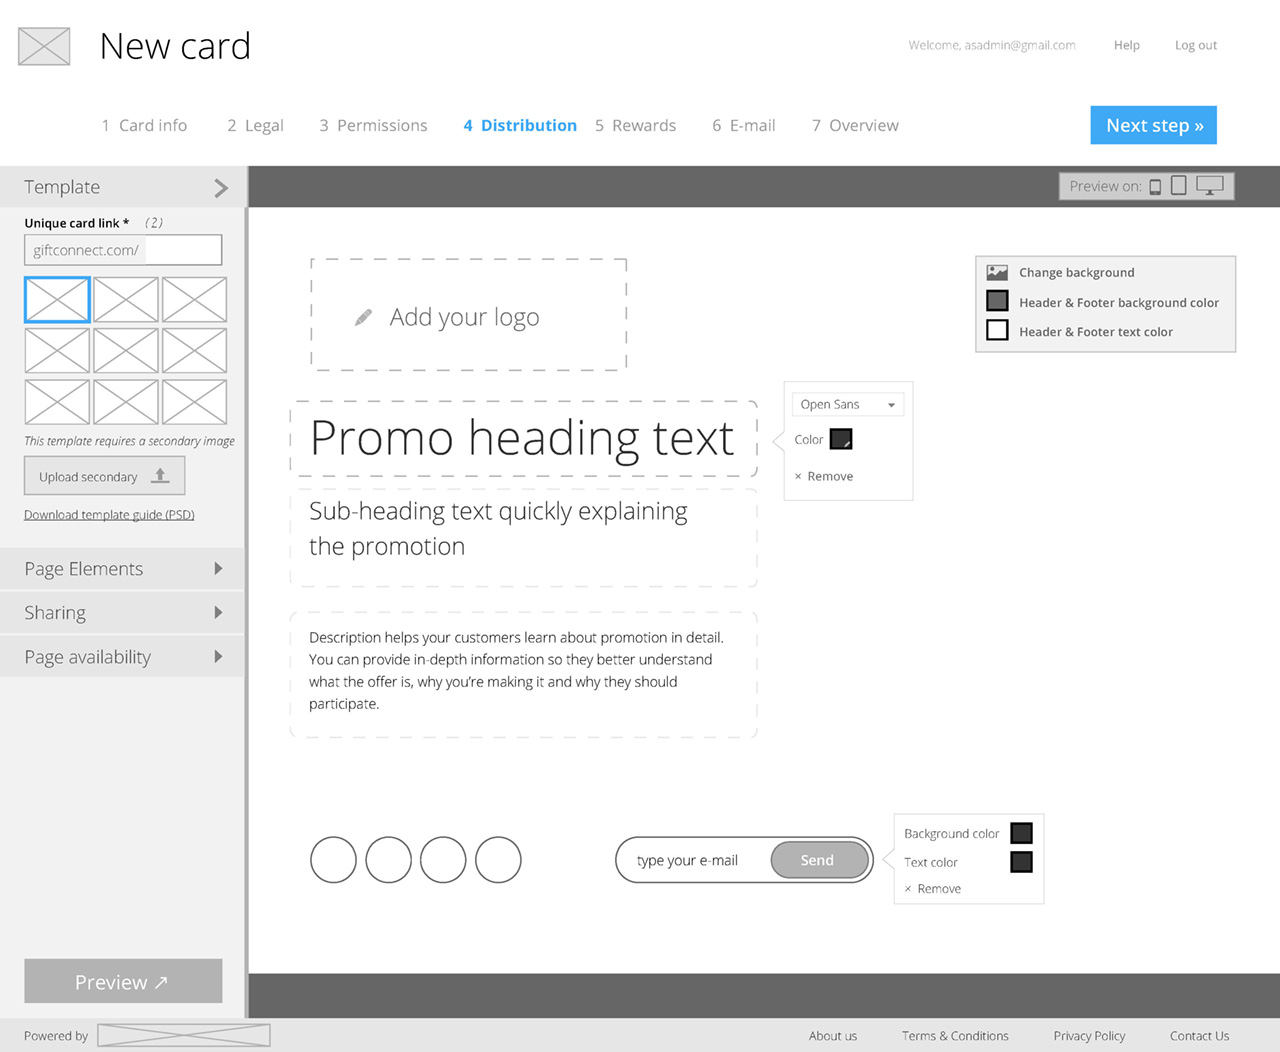 New card
Welcome, asadmin@gmail.com
Help
Log out
1 Card info
2 Legal
3 Permissions
4 Distribution
5 Rewards
6 E-mail
7 Overview
Next step »
Template
Preview on:
Unique card link * (2)
giftconnect.com/
This template requires a secondary image
Upload secondary
Download template guide (PSD)
Page Elements
Sharing
Page availability
Preview ↗
Add your logo
Change background
Header & Footer background color
Header & Footer text color
Promo heading text
Open Sans
Color
× Remove
Sub-heading text quickly explaining
the promotion
Description helps your customers learn about promotion in detail.
You can provide in-depth information so they better understand
what the offer is, why you’re making it and why they should
participate.
type your e-mail
Send
Background color
Text color
× Remove
Powered by
About us
Terms & Conditions
Privacy Policy
Contact Us